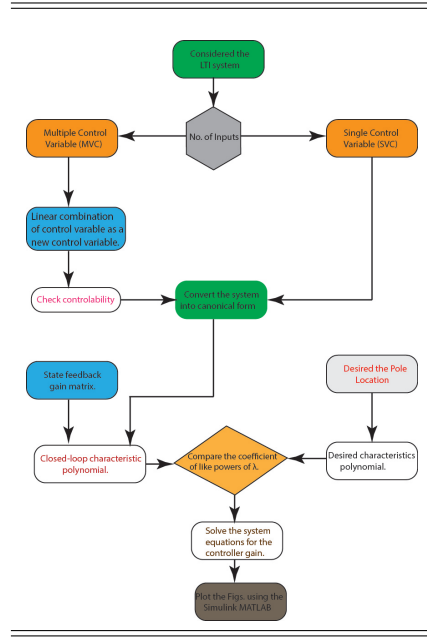 Considered the
LTI system
No. of Inputs
Multiple Control
Variable (MVC)
Single Control
Variable (SVC)
Linear combination
of control varable as a
new control variable.
Check controlability
Convert the system
into canonical form
State feedback
gain matrix.
Desired the Pole
Location
Closed-loop characteristic
polynomial.
Compare the coefficient
of like powers of λ.
Desired characteristics
polynomial.
Solve the system
equations for the
controller gain.
Plot the Figs. using the
Simulink MATLAB